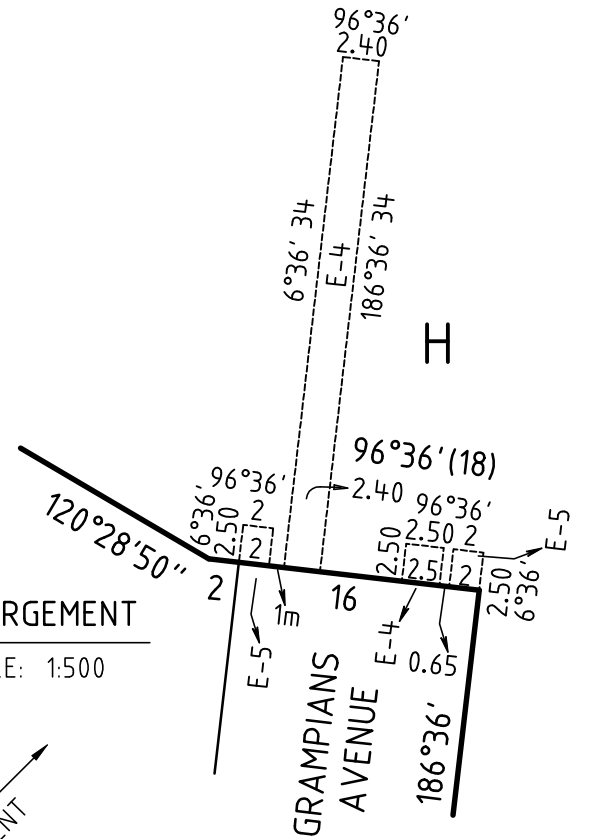 96°36'
2.40
6°36' 34
E-4
186°36' 34
H
96°36'(18)
2.40
120°28'50''
6°36'
2.50
96°36'
2
2
2.50
2.50
2.5
96°36'
2
2
E-5
2.50
6°36'
2
16
1m
E-5
E-4
0.65
RGEMENT
E: 1:500
GRAMPIANS
AVENUE
186°36'
ENT